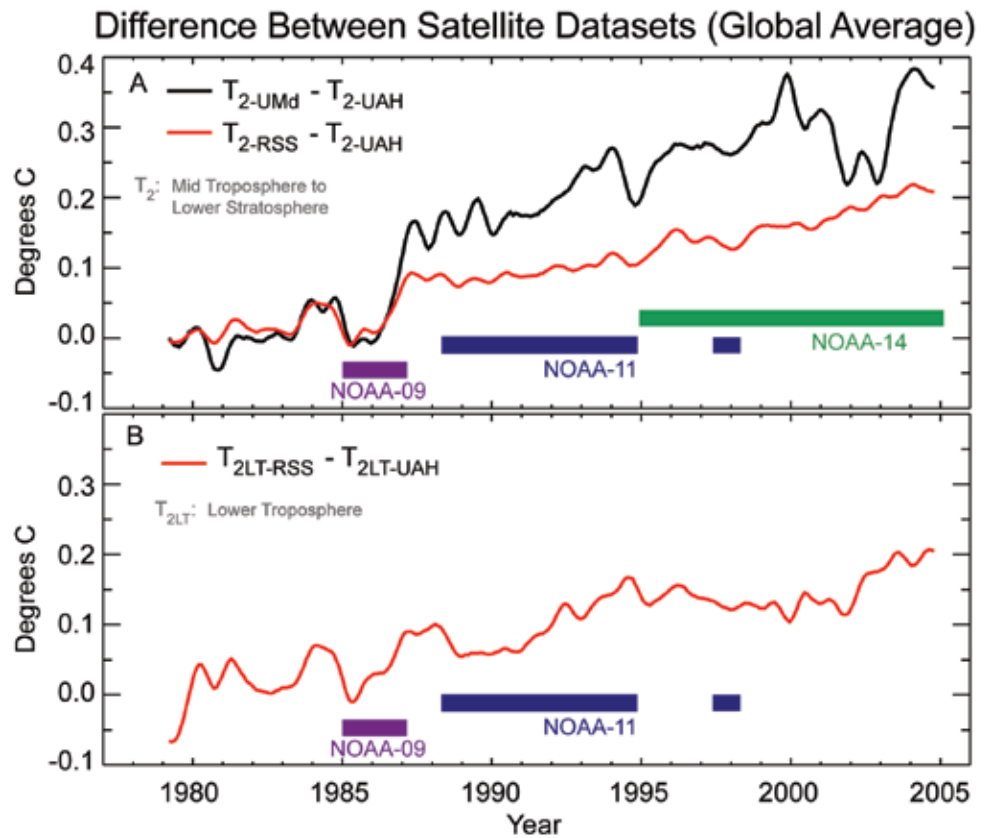 Difference Between Satellite Datasets (Global Average)
A
T2-UMd - T2-UAH
T2-RSS - T2-UAH
T2: Mid Troposphere to
Lower Stratosphere
Degrees C
0.4
0.3
0.2
0.1
0.0
-0.1
NOAA-09
NOAA-11
NOAA-14
B
T2LT-RSS - T2LT-UAH
T2LT: Lower Troposphere
Degrees C
0.3
0.2
0.1
0.0
-0.1
NOAA-09
NOAA-11
1980 1985 1990 1995 2000 2005
Year